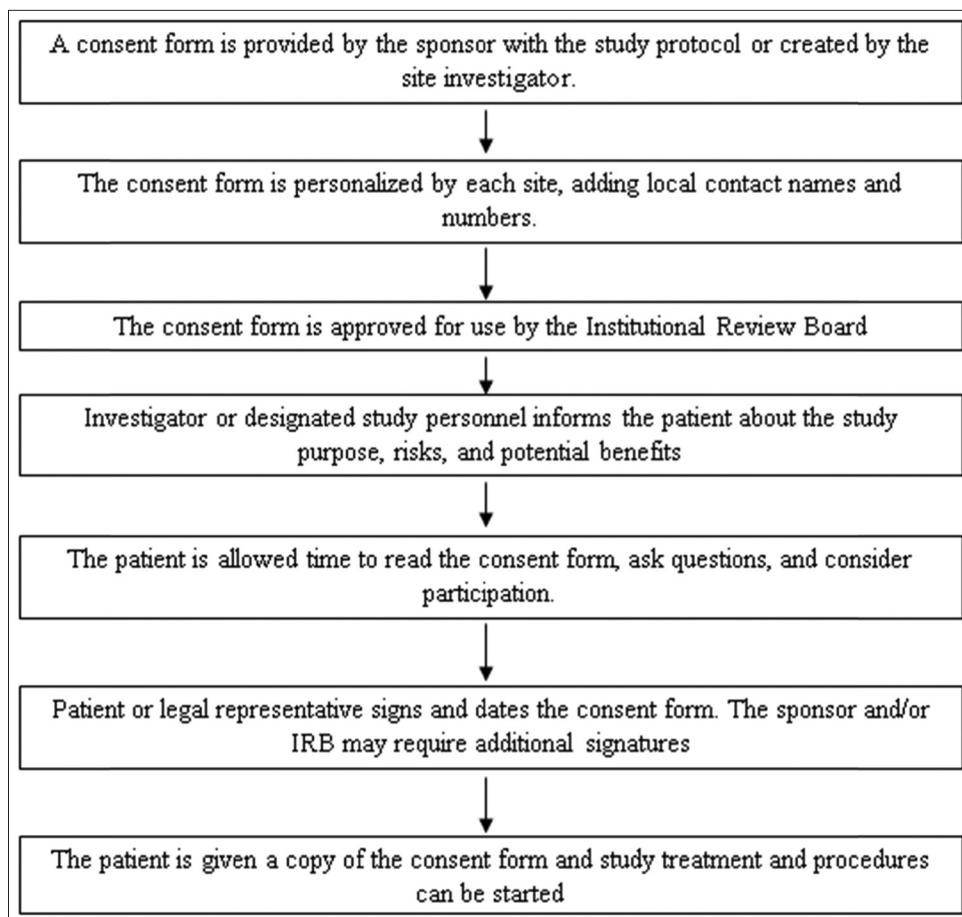 A consent form is provided by the sponsor with the study protocol or created by the
site investigator.
The consent form is personalized by each site, adding local contact names and
numbers.
The consent form is approved for use by the Institutional Review Board
Investigator or designated study personnel informs the patient about the study
purpose, risks, and potential benefits
The patient is allowed time to read the consent form, ask questions, and consider
participation.
Patient or legal representative signs and dates the consent form. The sponsor and/or
IRB may require additional signatures
The patient is given a copy of the consent form and study treatment and procedures
can be started